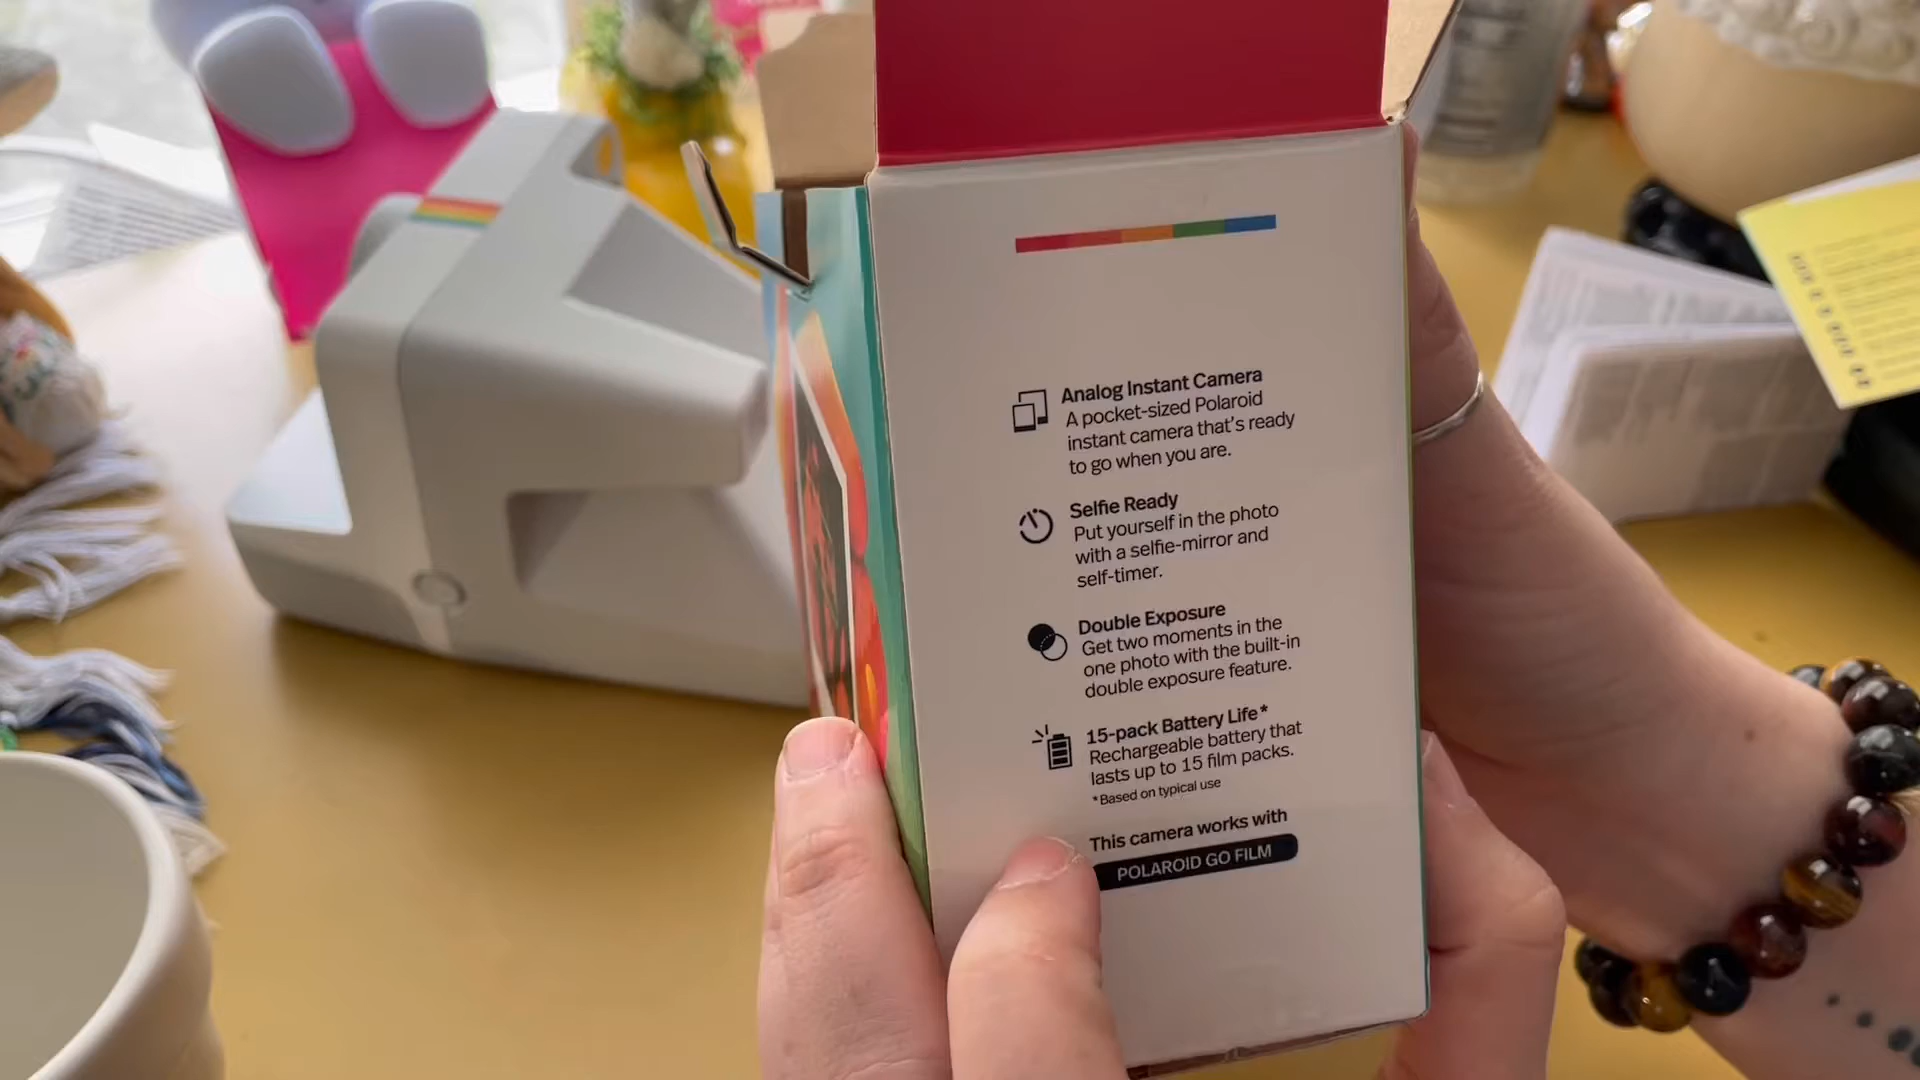 Analog Instant Camera
A pocket-sized Polaroid
instant camera that's ready
to go when you are.
Selfie Ready
Put yourself in the photo
with a selfie-mirror and
self-timer.
Double Exposure
Get two moments in the
one photo with the built-in
double exposure feature.
15-pack Battery Life*
Rechargeable battery that
lasts up to 15 film packs.
*Based on typical use
This camera works with
POLAROID GO FILM